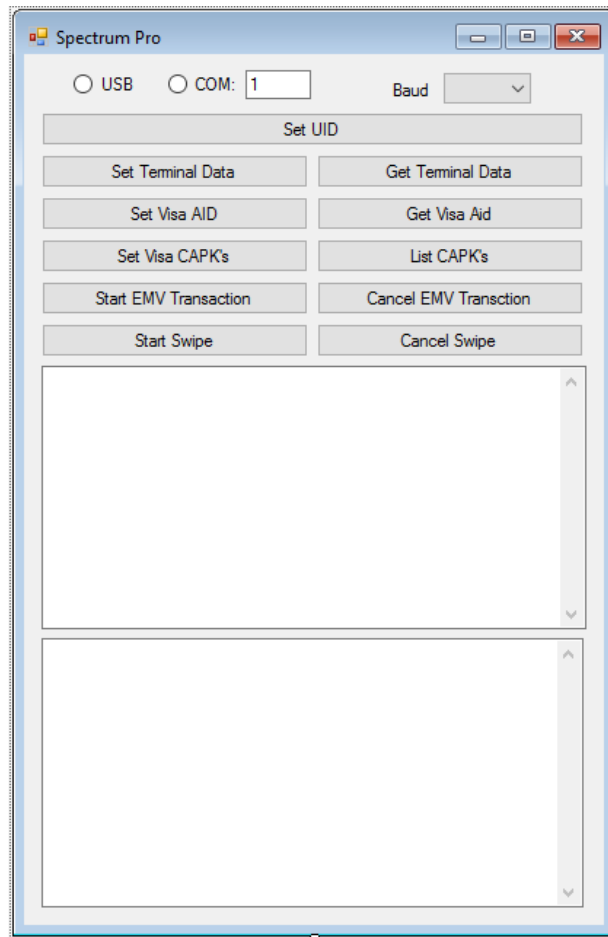 Spectrum Pro
USB COM: 1 Baud
Set UID
Set Terminal Data Get Terminal Data
Set Visa AID Get Visa Aid
Set Visa CAPK's List CAPK's
Start EMV Transaction Cancel EMV Transction
Start Swipe Cancel Swipe